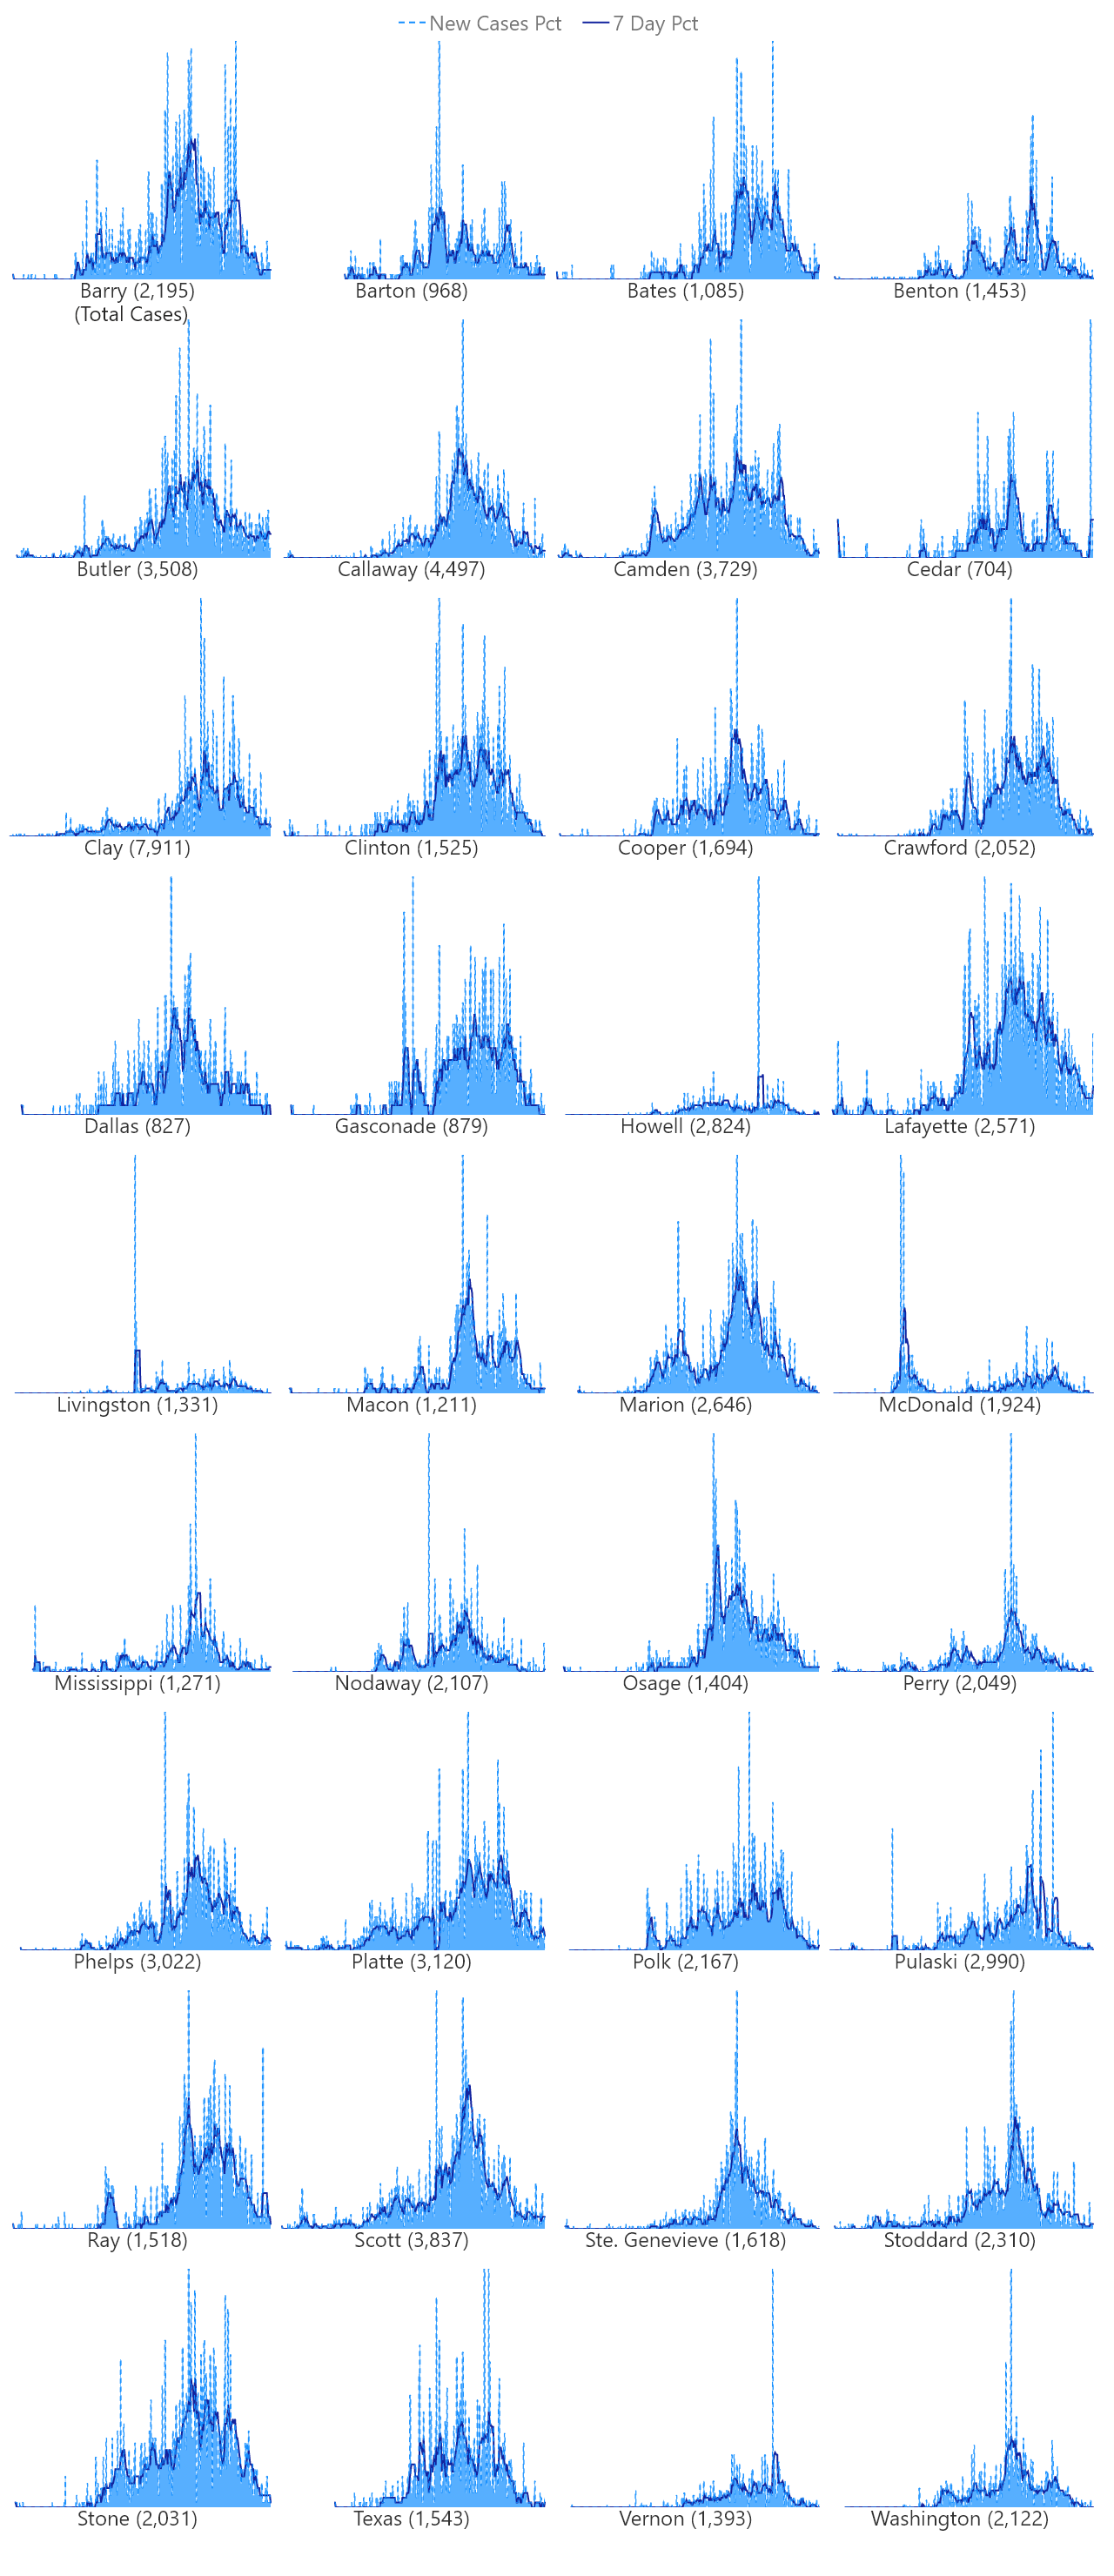 New Cases Pct 7 Day Pct
Barry (2,195) Barton (968) Bates (1,085) Benton (1,453)
(Total Cases)
Butler (3,508) Callaway (4,497) Camden (3,729) Cedar (704)
Clay (7,911) Clinton (1,525) Cooper (1,694) Crawford (2,052)
Dallas (827) Gasconade (879) Howell (2,824) Lafayette (2,571)
Livingston (1,331) Macon (1,211) Marion (2,646) McDonald (1,924)
Mississippi (1,271) Nodaway (2,107) Osage (1,404) Perry (2,049)
Phelps (3,022) Platte (3,120) Polk (2,167) Pulaski (2,990)
Ray (1,518) Scott (3,837) Ste. Genevieve (1,618) Stoddard (2,310)
Stone (2,031) Texas (1,543) Vernon (1,393) Washington (2,122)